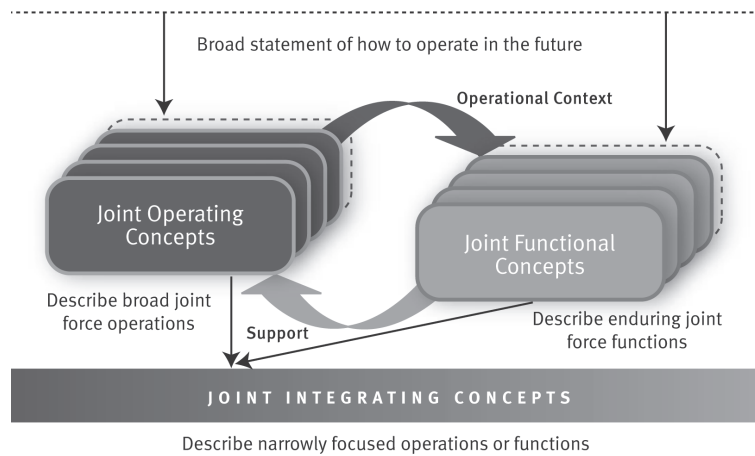 Broad statement of how to operate in the future
Operational Context
Joint Operating
Concepts
Joint Functional
Concepts
Describe broad joint
force operations
Support
Describe enduring joint
force functions
JOINT INTEGRATING CONCEPTS
Describe narrowly focused operations or functions